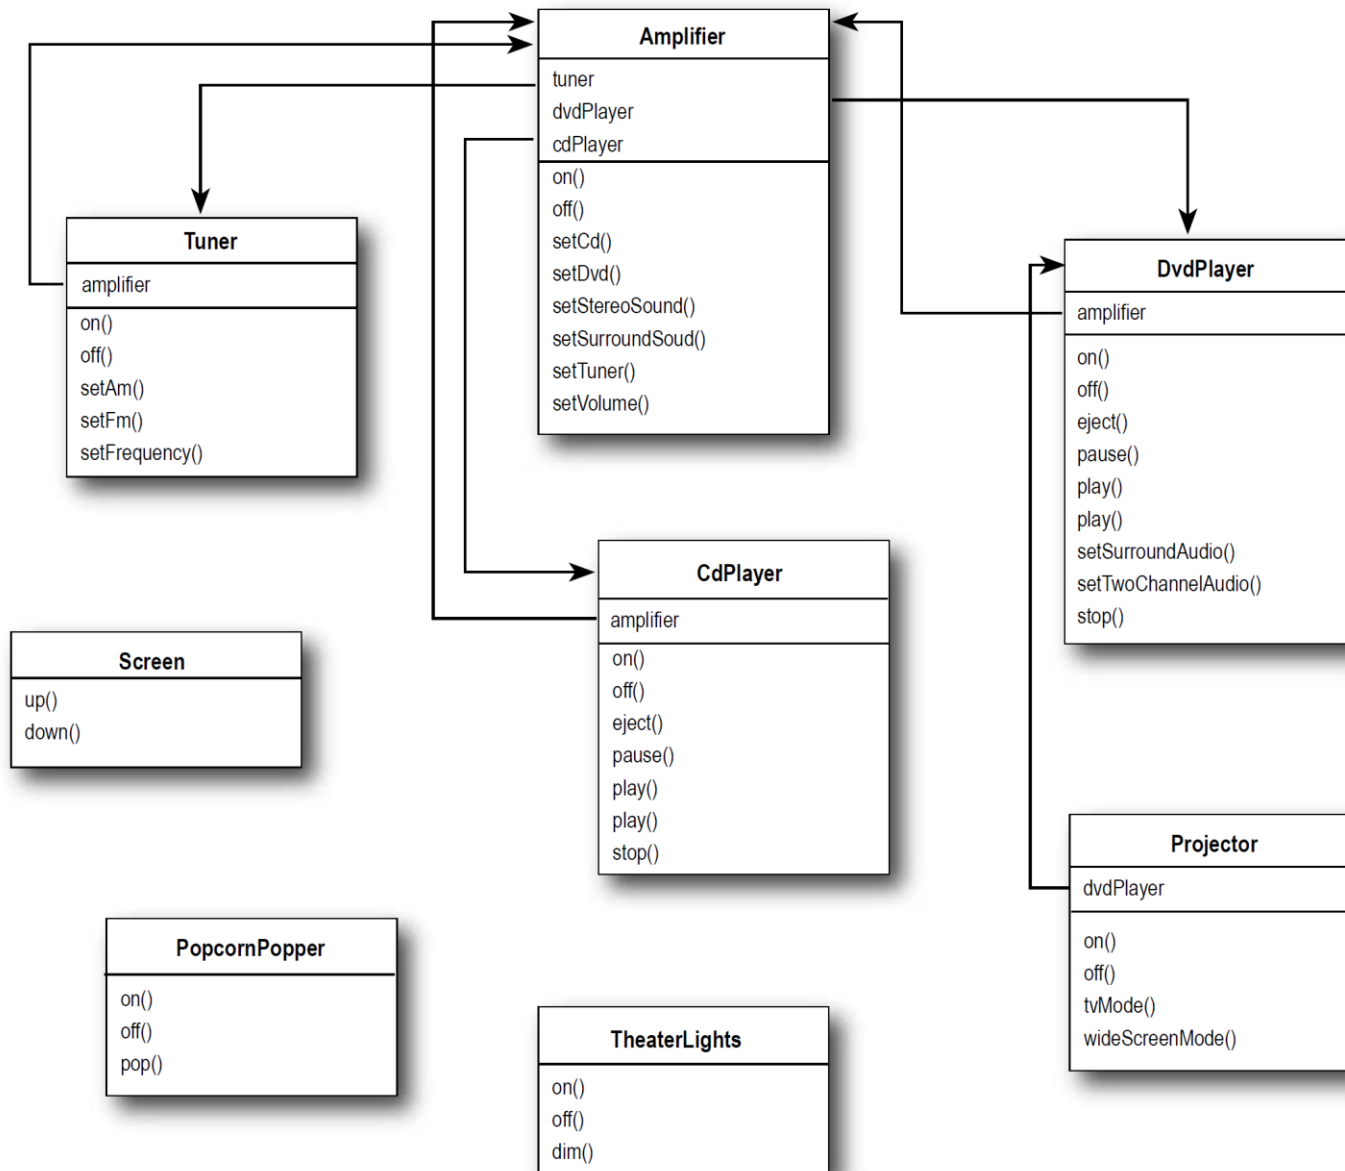 Amplifier
tuner
dvdPlayer
cdPlayer
on()
off()
setCd()
setDvd()
setStereoSound()
setSurroundSoud()
setTuner()
setVolume()
Tuner
amplifier
on()
off()
setAm()
setFm()
setFrequency()
DvdPlayer
amplifier
on()
off()
eject()
pause()
play()
play()
setSurroundAudio()
setTwoChannelAudio()
stop()
CdPlayer
amplifier
on()
off()
eject()
pause()
play()
play()
stop()
Screen
up()
down()
Projector
dvdPlayer
on()
off()
tvMode()
wideScreenMode()
PopcornPopper
on()
off()
pop()
TheaterLights
on()
off()
dim()